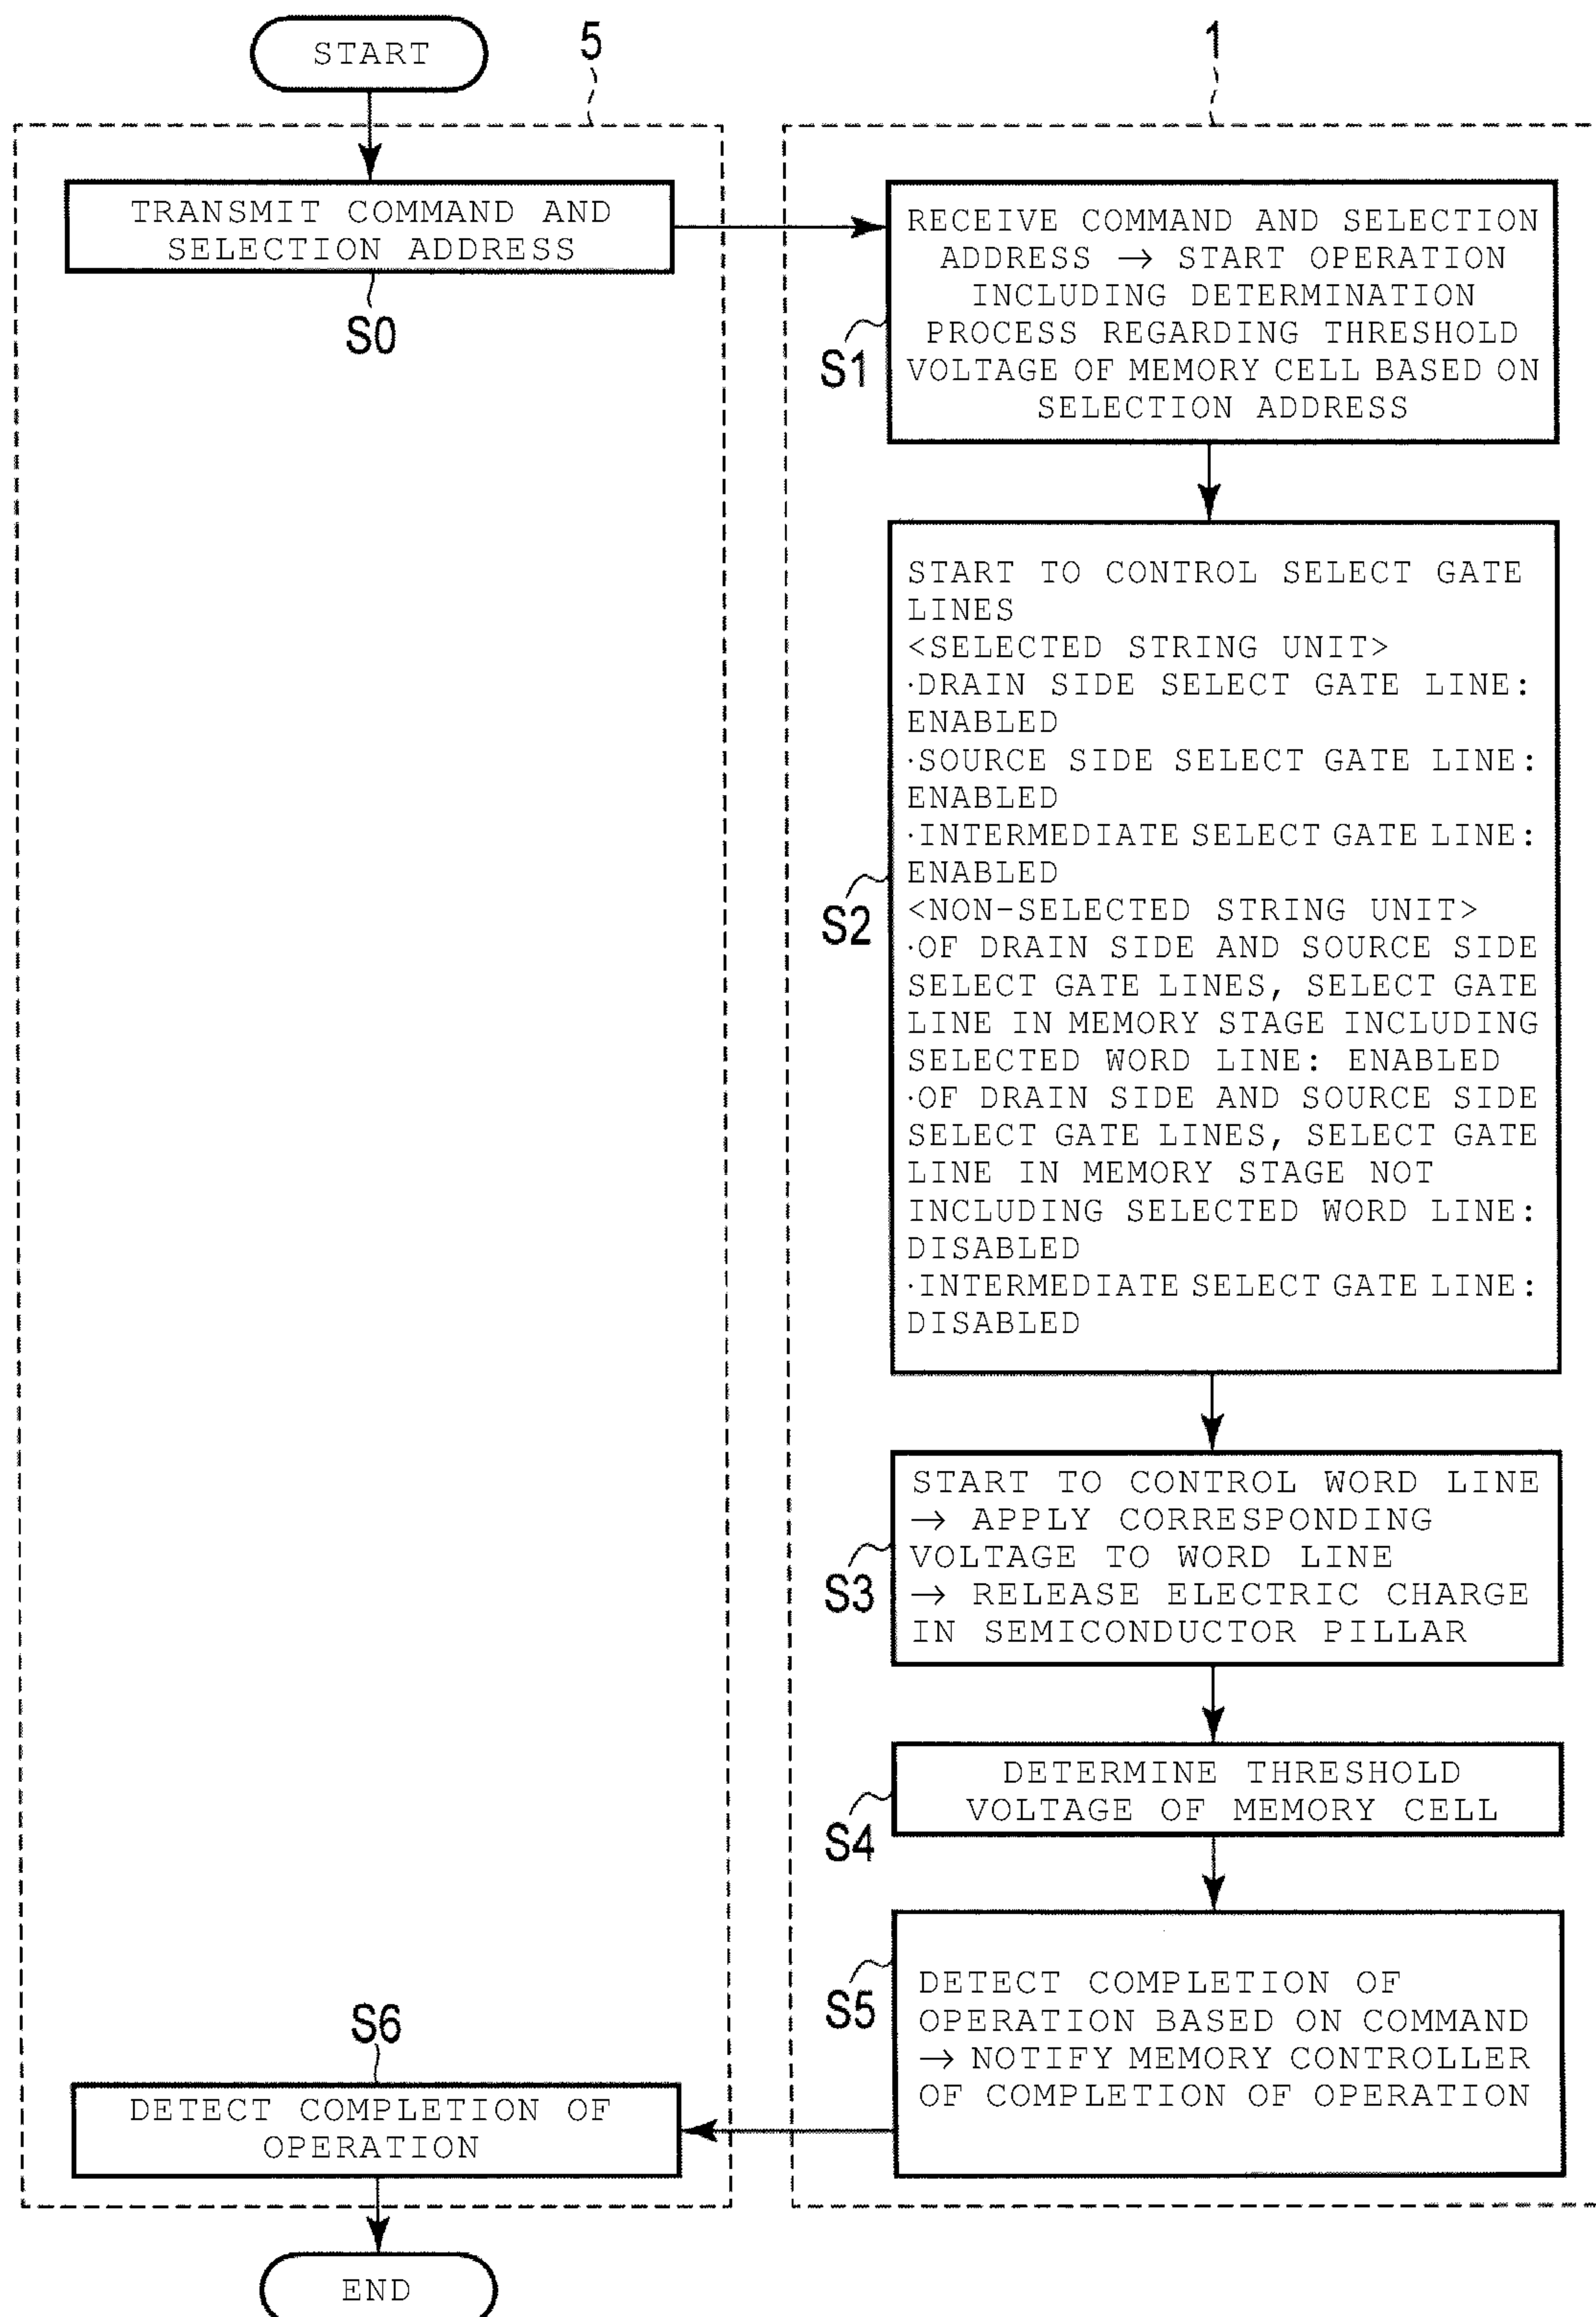 START
5
1
TRANSMIT COMMAND AND
SELECTION ADDRESS
S0
RECEIVE COMMAND AND SELECTION
ADDRESS → START OPERATION
INCLUDING DETERMINATION
PROCESS REGARDING THRESHOLD
VOLTAGE OF MEMORY CELL BASED ON
SELECTION ADDRESS
S1
START TO CONTROL SELECT GATE
LINES
<SELECTED STRING UNIT>
·DRAIN SIDE SELECT GATE LINE:
ENABLED
·SOURCE SIDE SELECT GATE LINE:
ENABLED
·INTERMEDIATE SELECT GATE LINE:
ENABLED
<NON-SELECTED STRING UNIT>
·OF DRAIN SIDE AND SOURCE SIDE
SELECT GATE LINES, SELECT GATE
LINE IN MEMORY STAGE INCLUDING
SELECTED WORD LINE: ENABLED
·OF DRAIN SIDE AND SOURCE SIDE
SELECT GATE LINES, SELECT GATE
LINE IN MEMORY STAGE NOT
INCLUDING SELECTED WORD LINE:
DISABLED
·INTERMEDIATE SELECT GATE LINE:
DISABLED
S2
START TO CONTROL WORD LINE
→ APPLY CORRESPONDING
VOLTAGE TO WORD LINE
→ RELEASE ELECTRIC CHARGE
IN SEMICONDUCTOR PILLAR
S3
DETERMINE THRESHOLD
VOLTAGE OF MEMORY CELL
S4
DETECT COMPLETION OF
OPERATION BASED ON COMMAND
→ NOTIFY MEMORY CONTROLLER
OF COMPLETION OF OPERATION
S5
S6
DETECT COMPLETION OF
OPERATION
END